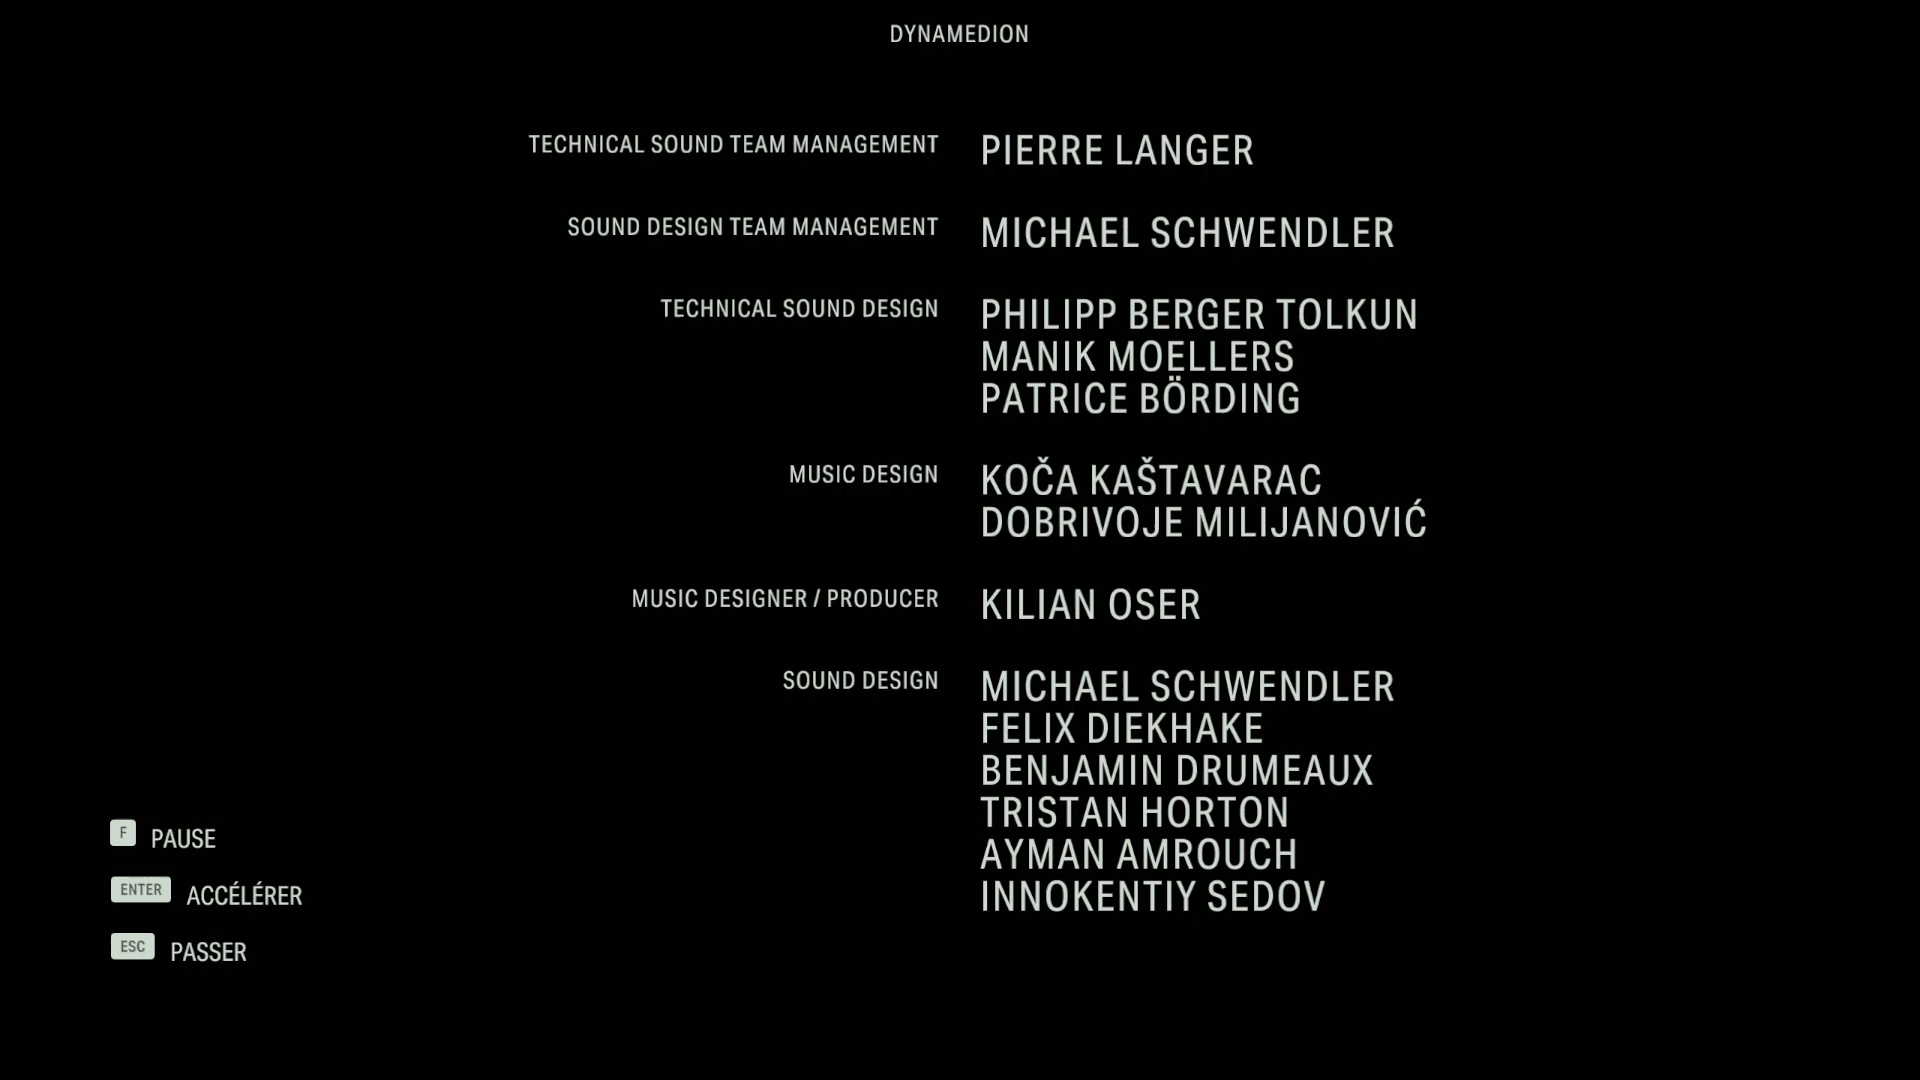 DYNAMEDION
TECHNICAL SOUND TEAM MANAGEMENT PIERRE LANGER
SOUND DESIGN TEAM MANAGEMENT MICHAEL SCHWENDLER
TECHNICAL SOUND DESIGN PHILIPP BERGER TOLKUN
MANIK MOELLERS
PATRICE BÖRDING
MUSIC DESIGN KOČA KAŠTAVARAC
DOBRIVOJE MILIJANOVIĆ
MUSIC DESIGNER / PRODUCER KILIAN OSER
SOUND DESIGN MICHAEL SCHWENDLER
FELIX DIEKHAKE
BENJAMIN DRUMEAUX
TRISTAN HORTON
AYMAN AMROUCH
INNOKENTIY SEDOV
F PAUSE
ENTER ACCÉLÉRER
ESC PASSER